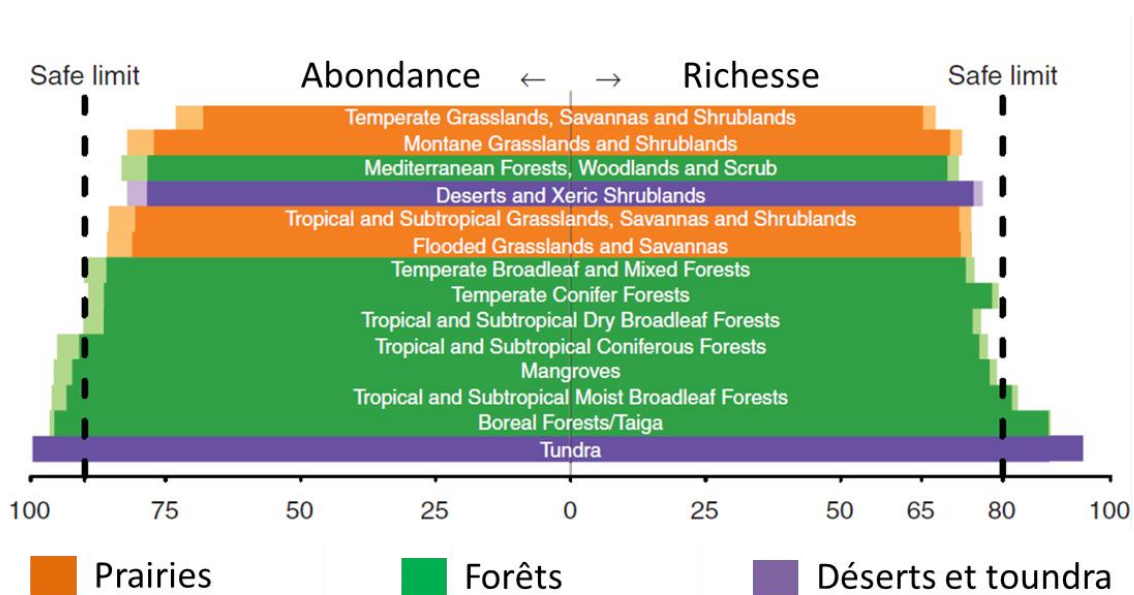 Safe limit Abondance ← → Richesse Safe limit
Temperate Grasslands, Savannas and Shrublands
Montane Grasslands and Shrublands
Mediterranean Forests, Woodlands and Scrub
Deserts and Xeric Shrublands
Tropical and Subtropical Grasslands, Savannas and Shrublands
Flooded Grasslands and Savannas
Temperate Broadleaf and Mixed Forests
Temperate Conifer Forests
Tropical and Subtropical Dry Broadleaf Forests
Tropical and Subtropical Coniferous Forests
Mangroves
Tropical and Subtropical Moist Broadleaf Forests
Boreal Forests/Taiga
Tundra
100 75 50 25 0 25 50 65 80 100
Prairies Forêts Déserts et toundra